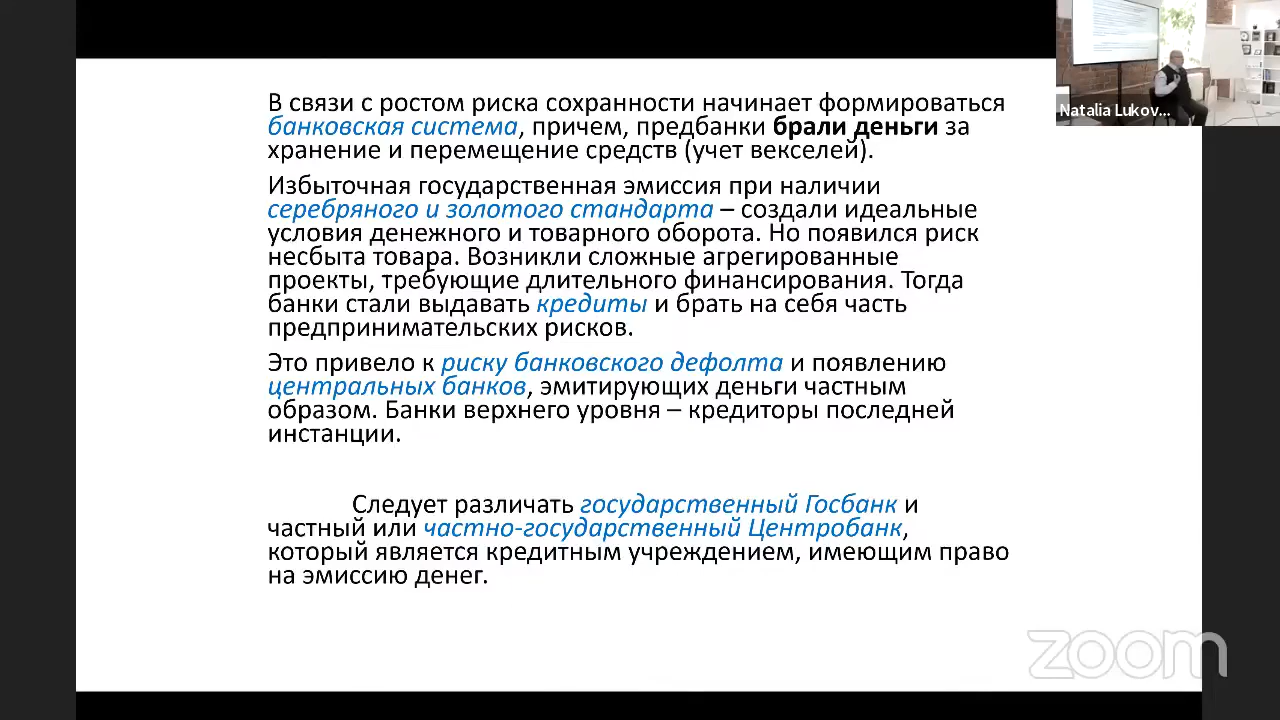 В связи с ростом риска сохранности начинает формироваться
банковская система, причем, предбанки брали деньги за
хранение и перемещение средств (учет векселей).
Избыточная государственная эмиссия при наличии
серебряного и золотого стандарта – создали идеальные
условия денежного и товарного оборота. Но появился риск
несбыта товара. Возникли сложные агрегированные
проекты, требующие длительного финансирования. Тогда
банки стали выдавать кредиты и брать на себя часть
предпринимательских рисков.
Это привело к риску банковского дефолта и появлению
центральных банков, эмитирующих деньги частным
образом. Банки верхнего уровня – кредиторы последней
инстанции.
Следует различать государственный Госбанк и
частный или частно-государственный Центробанк,
который является кредитным учреждением, имеющим право
на эмиссию денег.
Natalia Lukov...
zoom